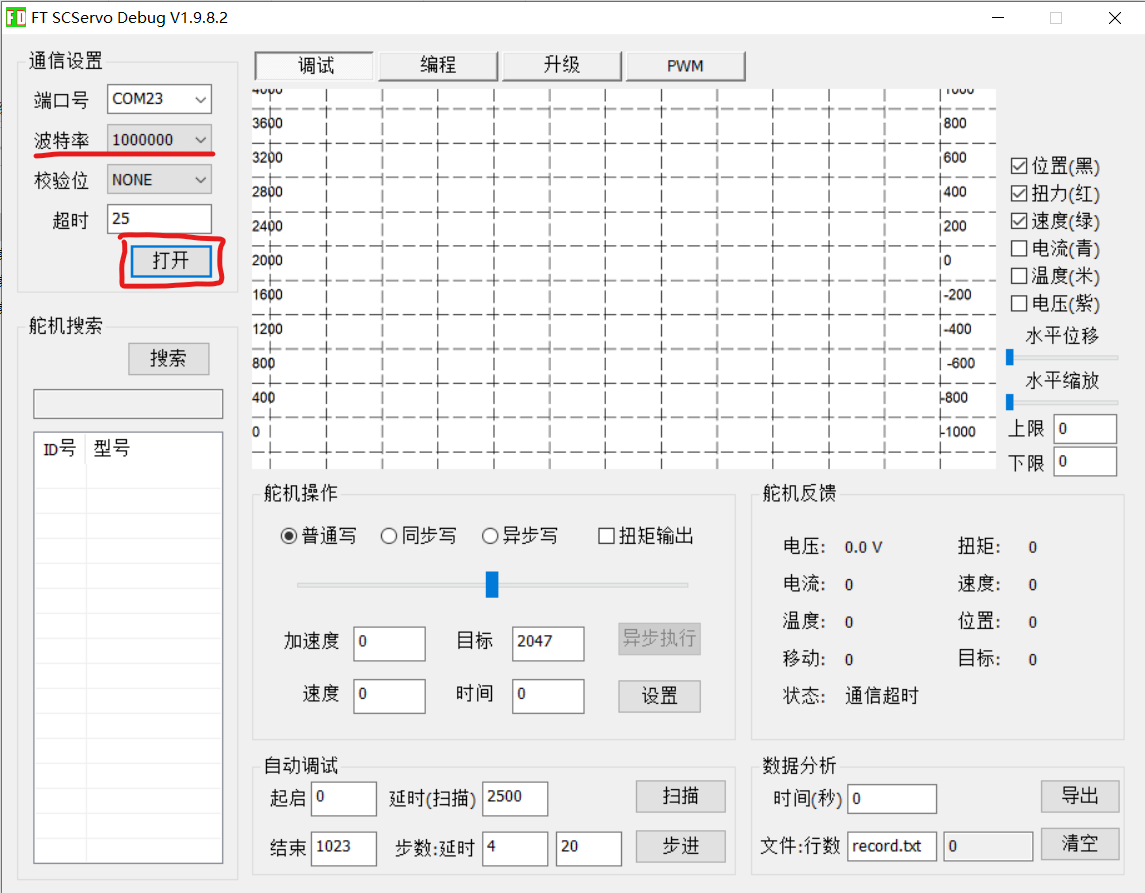 FT SCServo Debug V1.9.8.2
通信设置
端口号 COM23
波特率 1000000
校验位 NONE
超时 25
打开
舵机搜索
搜索
ID号 型号
调试 编程 升级 PWM
4000 1000
3600 800
3200 600
2800 400
2400 200
2000 0
1600 -200
1200 -400
800 -600
400 -800
0 -1000
位置(黑)
扭力(红)
速度(绿)
电流(青)
温度(米)
电压(紫)
水平位移
水平缩放
上限 0
下限 0
舵机操作
普通写 同步写 异步写 扭矩输出
加速度 0 目标 2047 异步执行
速度 0 时间 0 设置
舵机反馈
电压: 0.0 V 扭矩: 0
电流: 0 速度: 0
温度: 0 位置: 0
移动: 0 目标: 0
状态: 通信超时
自动调试
起启 0 延时(扫描) 2500 扫描
结束 1023 步数:延时 4 20 步进
数据分析
时间(秒) 0 导出
文件:行数 record.txt 0 清空